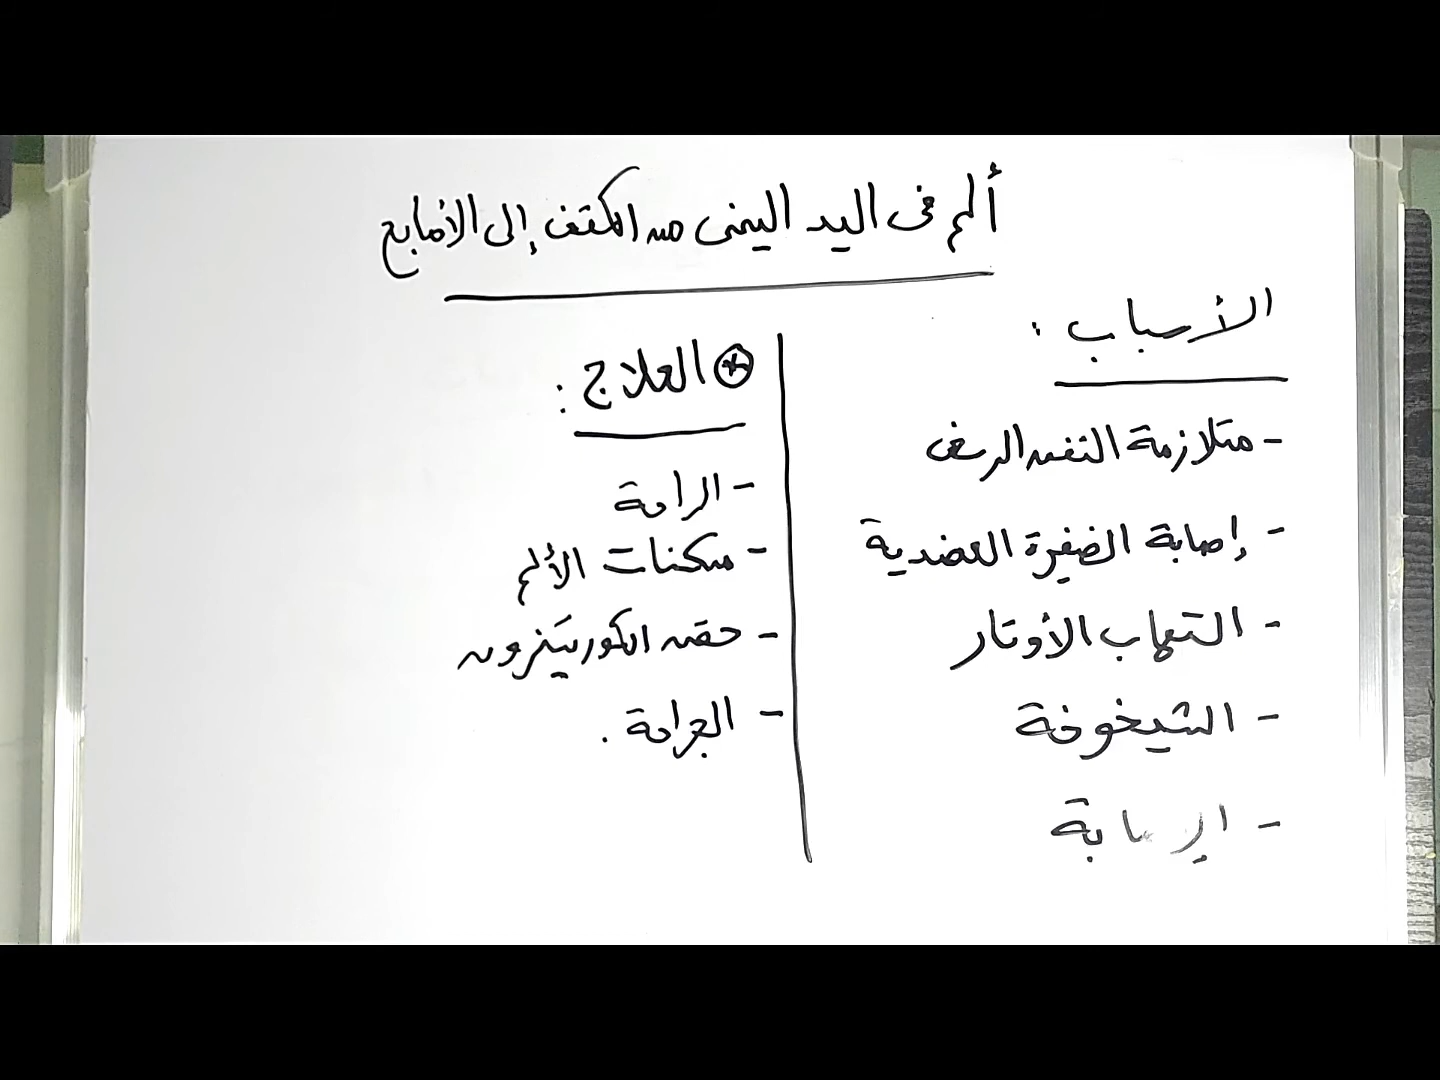 ألم في اليد اليمنى من الكتف إلى الأصابع
الأسباب :
- متلازمة النفق الرسغي
- إصابة الضفيرة العضدية
- التهاب الأوتار
- الشيخوخة
- الإصابة
* العلاج :
- الراحة
- مسكنات الألم
- حقن الكورتيزون
- الجراحة .